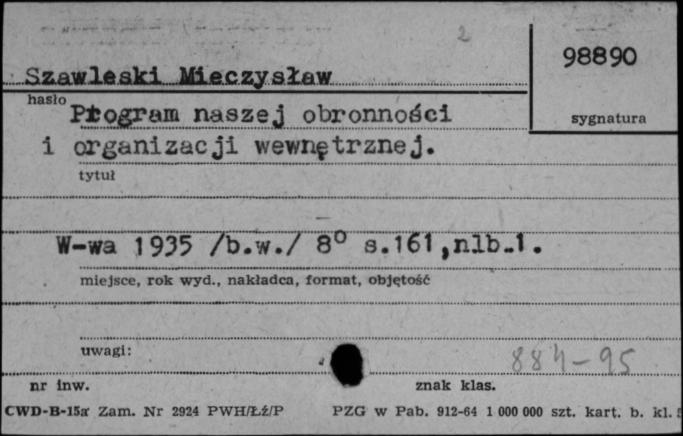 2
98890
Szawleski Mieczysław
hasło
Program naszej obronności
sygnatura
i organizacji wewnętrznej.
tytuł
W-wa 1935 /b.w./ 8° s.161,nlb.1.
miejsce, rok wyd., nakładca, format, objętość
uwagi:
884-95
nr inw.
znak klas.
CWD-B-15a Zam. Nr 2924 PWH/Łź/P PZG w Pab. 912-64 1 000 000 szt. kart. b. kl.